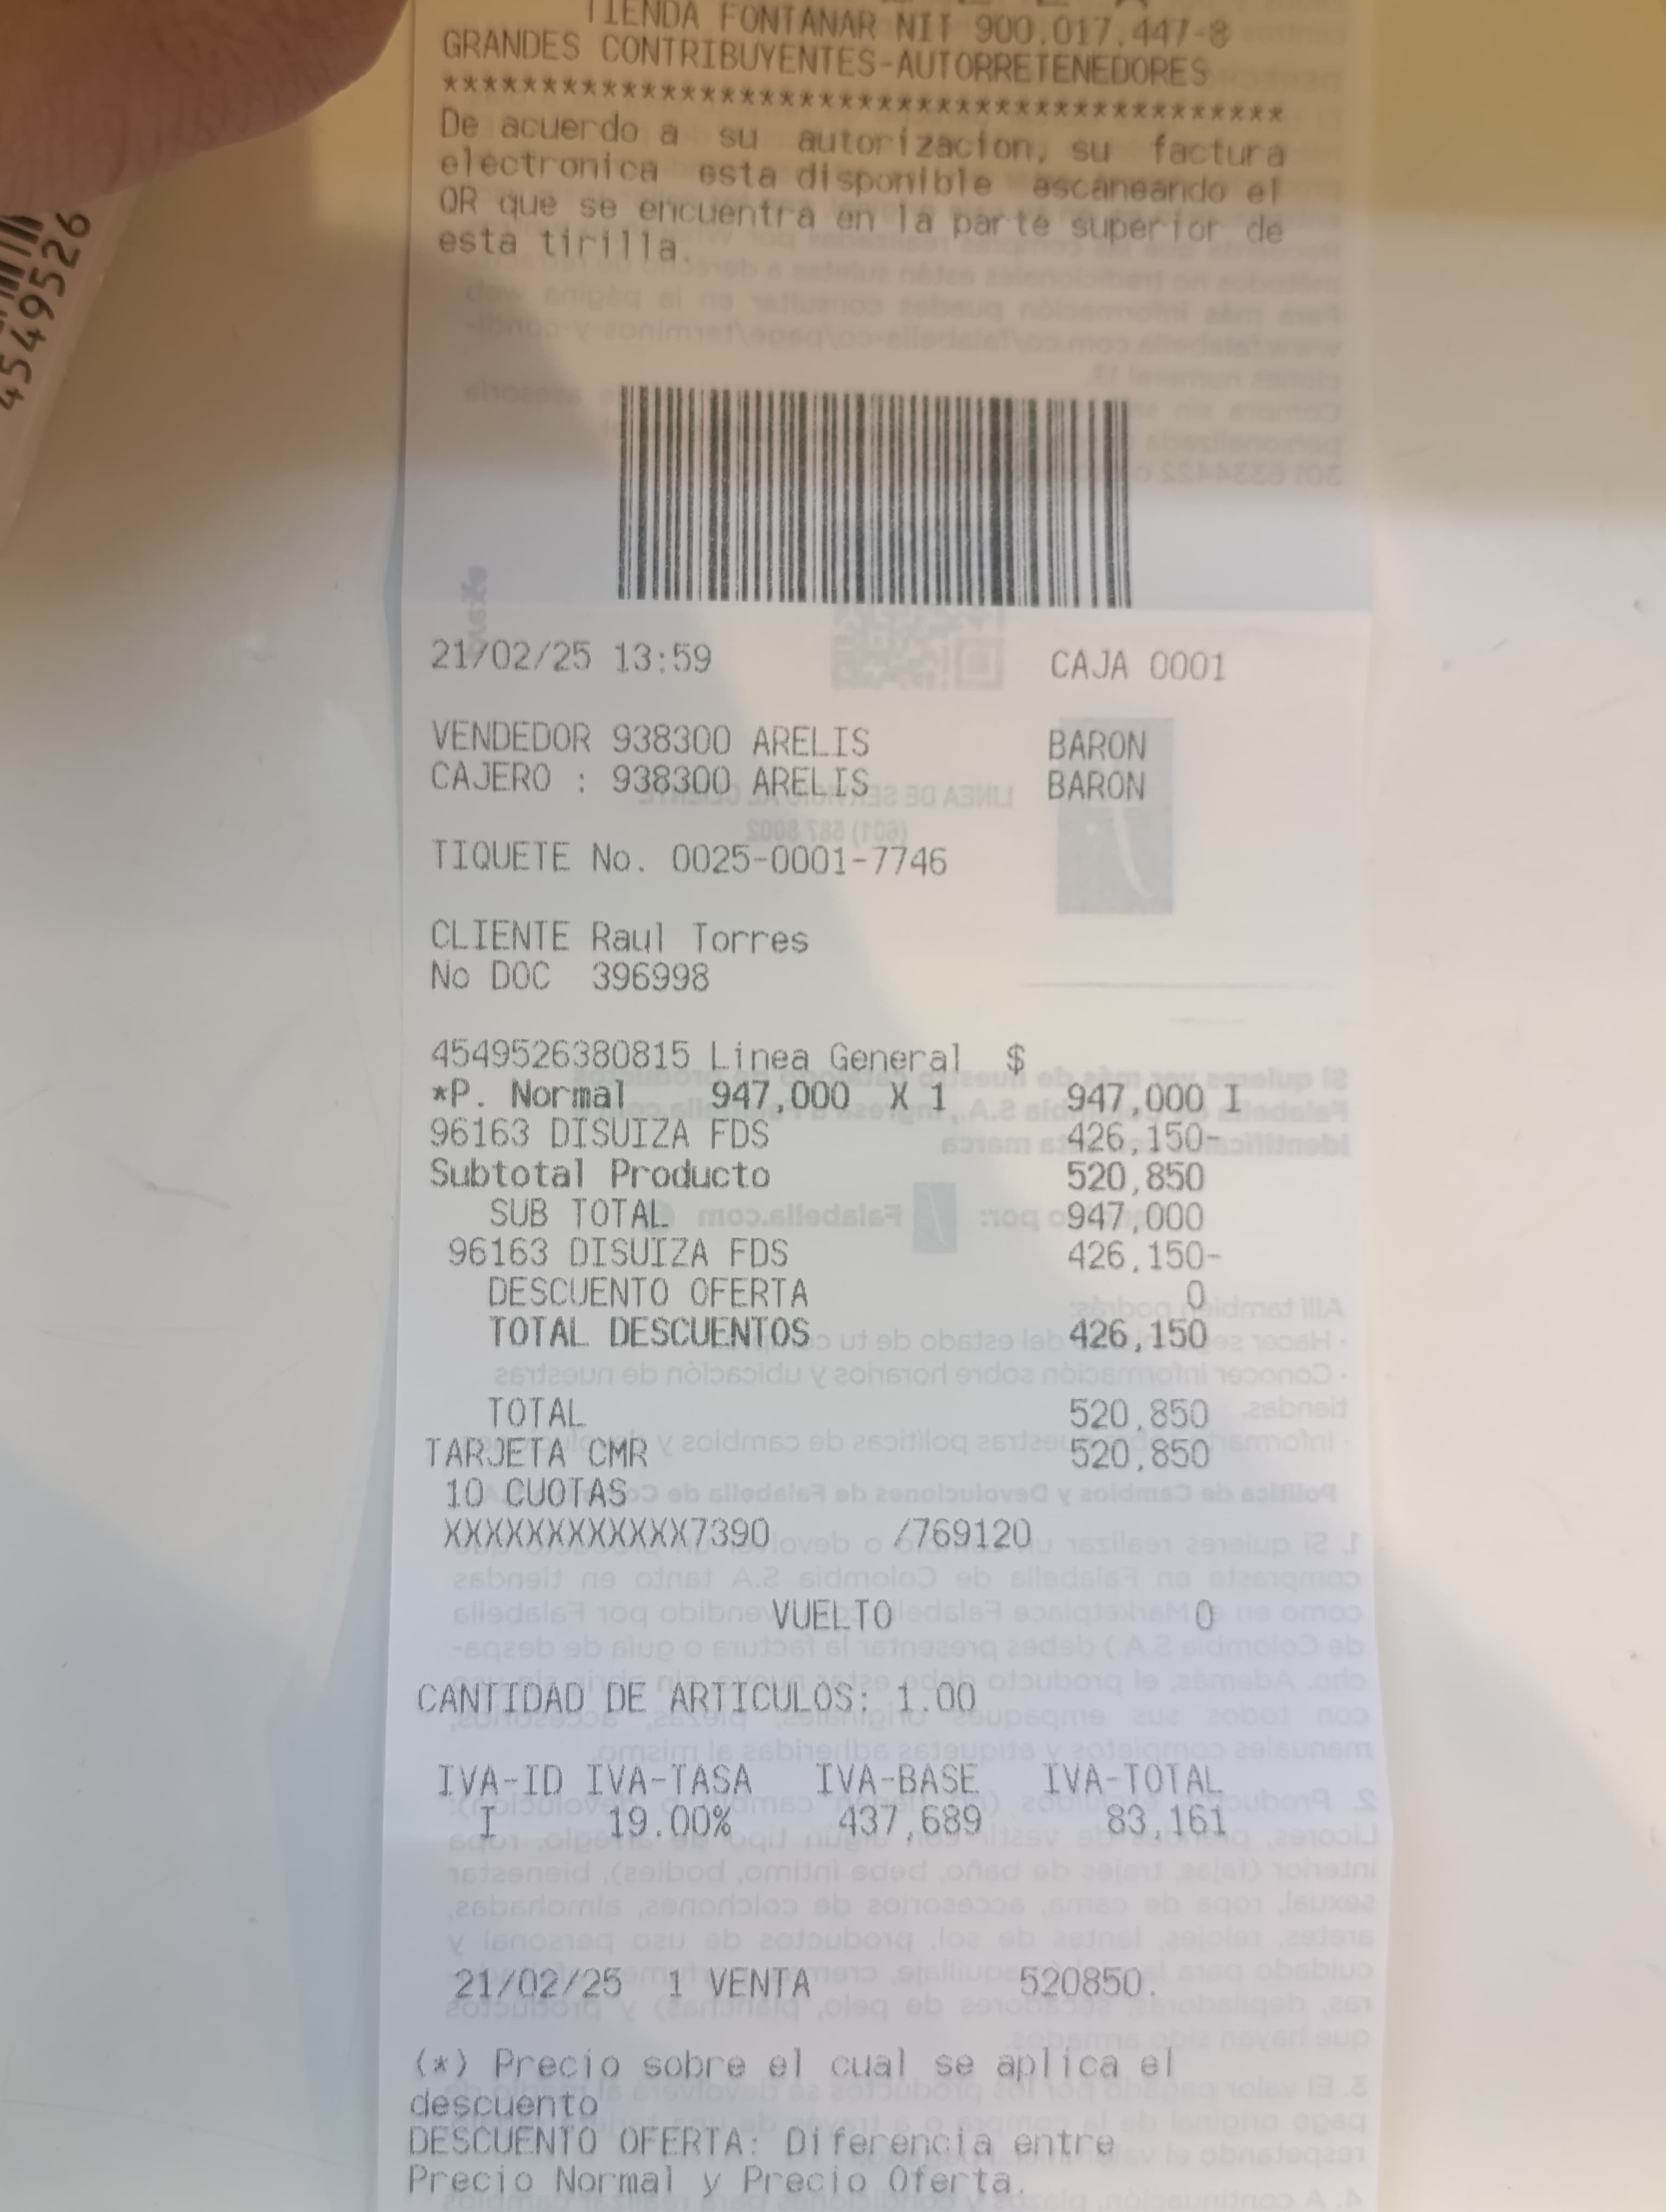 TIENDA FONTANAR NIT 900.017.447-8
GRANDES CONTRIBUYENTES-AUTORRETENEDORES
*******************************************
De acuerdo a su autorizacion, su factura
electronica esta disponible escaneando el
QR que se encuentra en la parte superior de
esta tirilla.
4549526
21/02/25 13:59 CAJA 0001
VENDEDOR 938300 ARELIS BARON
CAJERO : 938300 ARELIS BARON
TIQUETE No. 0025-0001-7746
CLIENTE Raul Torres
No DOC 396998
4549526380815 Linea General $
*P. Normal 947,000 X 1 947,000 I
96163 DISUIZA FDS 426,150-
Subtotal Producto 520,850
SUB TOTAL 947,000
96163 DISUIZA FDS 426,150-
DESCUENTO OFERTA 0
TOTAL DESCUENTOS 426,150
TOTAL 520,850
TARJETA CMR 520,850
10 CUOTAS
XXXXXXXXXXXX7390 /769120
VUELTO 0
CANTIDAD DE ARTICULOS: 1.00
IVA-ID IVA-TASA IVA-BASE IVA-TOTAL
I 19.00% 437,689 83,161
21/02/25 1 VENTA 520850.
(*) Precio sobre el cual se aplica el
descuento
DESCUENTO OFERTA: Diferencia entre
Precio Normal y Precio Oferta.